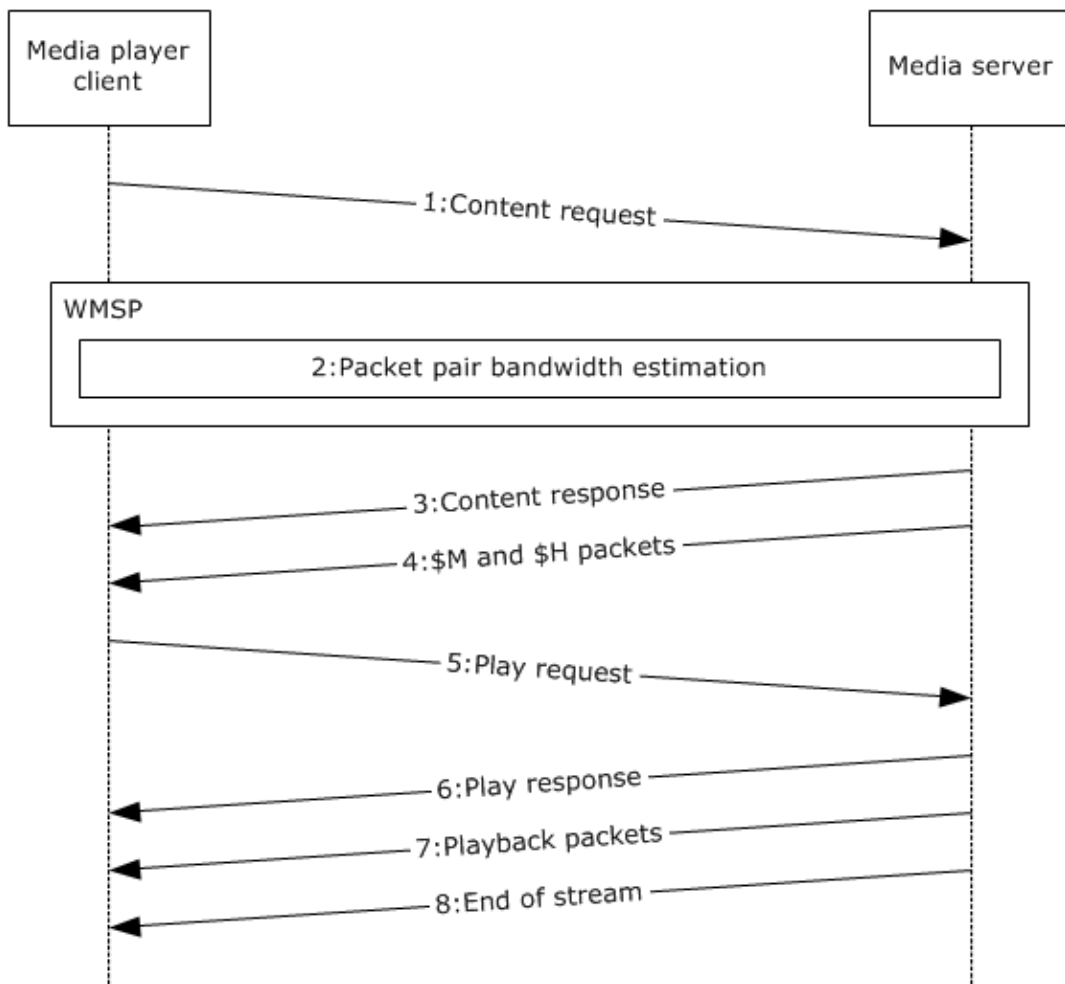 Media player
client
Media server
1:Content request
WMSP
2:Packet pair bandwidth estimation
3:Content response
4:$M and $H packets
5:Play request
6:Play response
7:Playback packets
8:End of stream